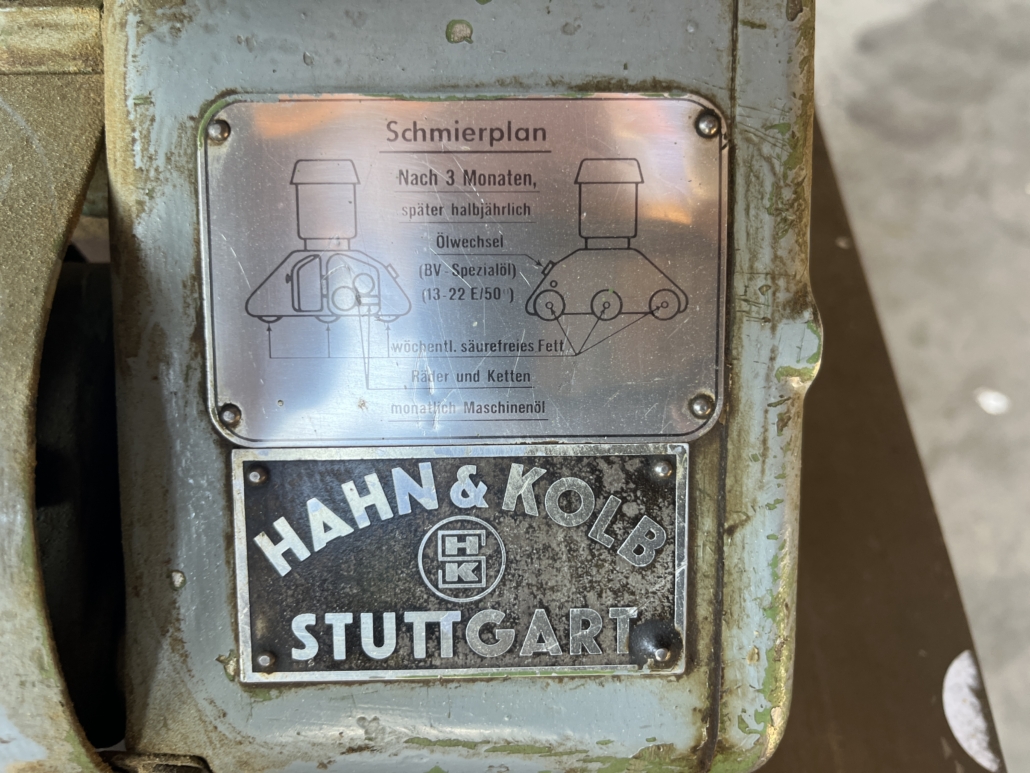 Schmierplan
Nach 3 Monaten,
später halbjährlich
Ölwechsel
(BV-Spezialöl)
(13-22 E/50°)
wöchentl. säurefreies Fett
Räder und Ketten
monatlich Maschinenöl
HAHN & KOLB
H
K
STUTTGART